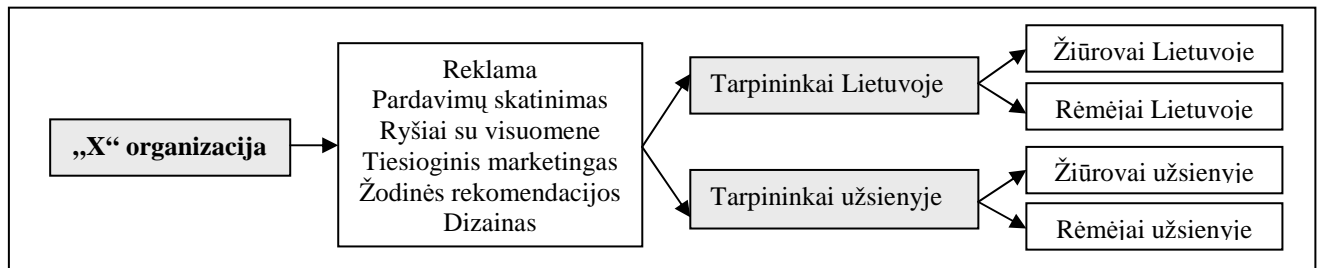 „X“ organizacija
Reklama
Pardavimų skatinimas
Ryšiai su visuomene
Tiesioginis marketingas
Žodinės rekomendacijos
Dizainas
Tarpininkai Lietuvoje
Tarpininkai užsienyje
Žiūrovai Lietuvoje
Rėmėjai Lietuvoje
Žiūrovai užsienyje
Rėmėjai užsienyje